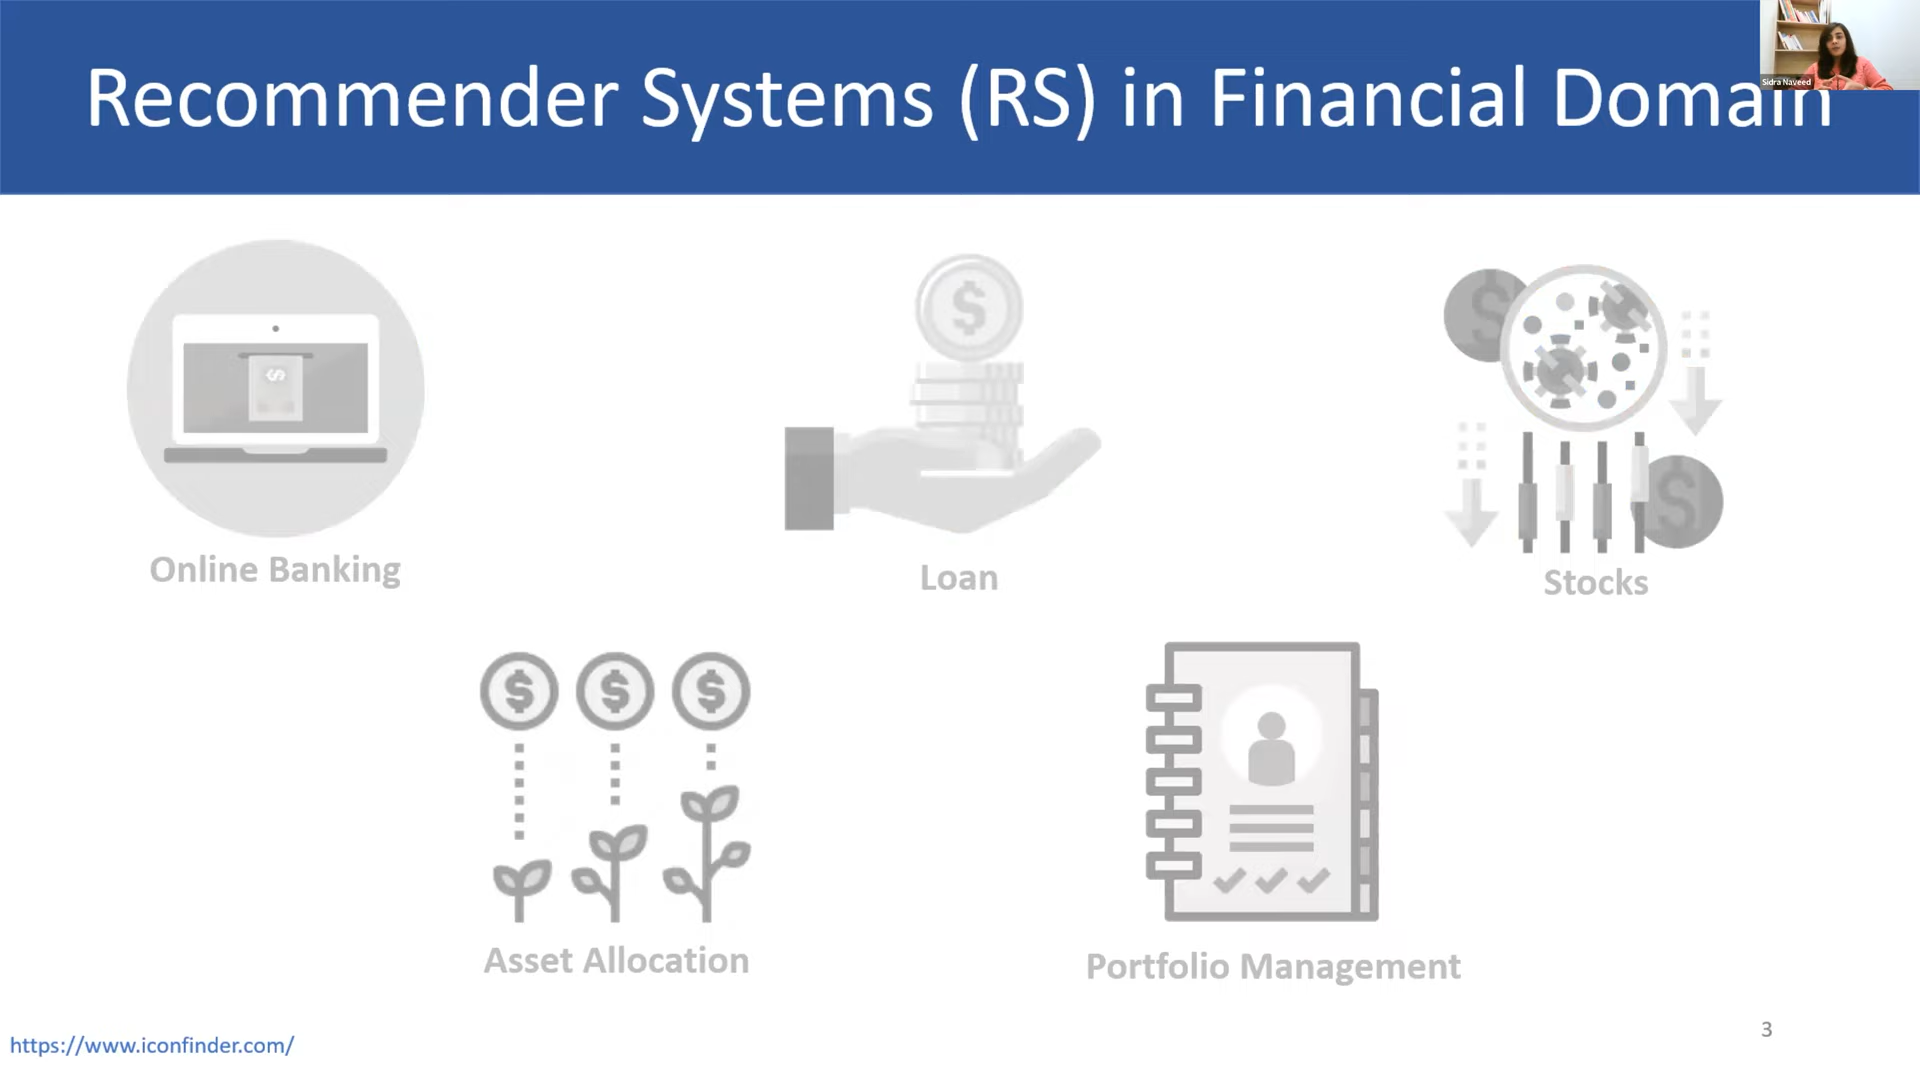 Recommender Systems (RS) in Financial Domain
Sidra Naveed
Online Banking
Loan
Stocks
Asset Allocation
Portfolio Management
https://www.iconfinder.com/
3